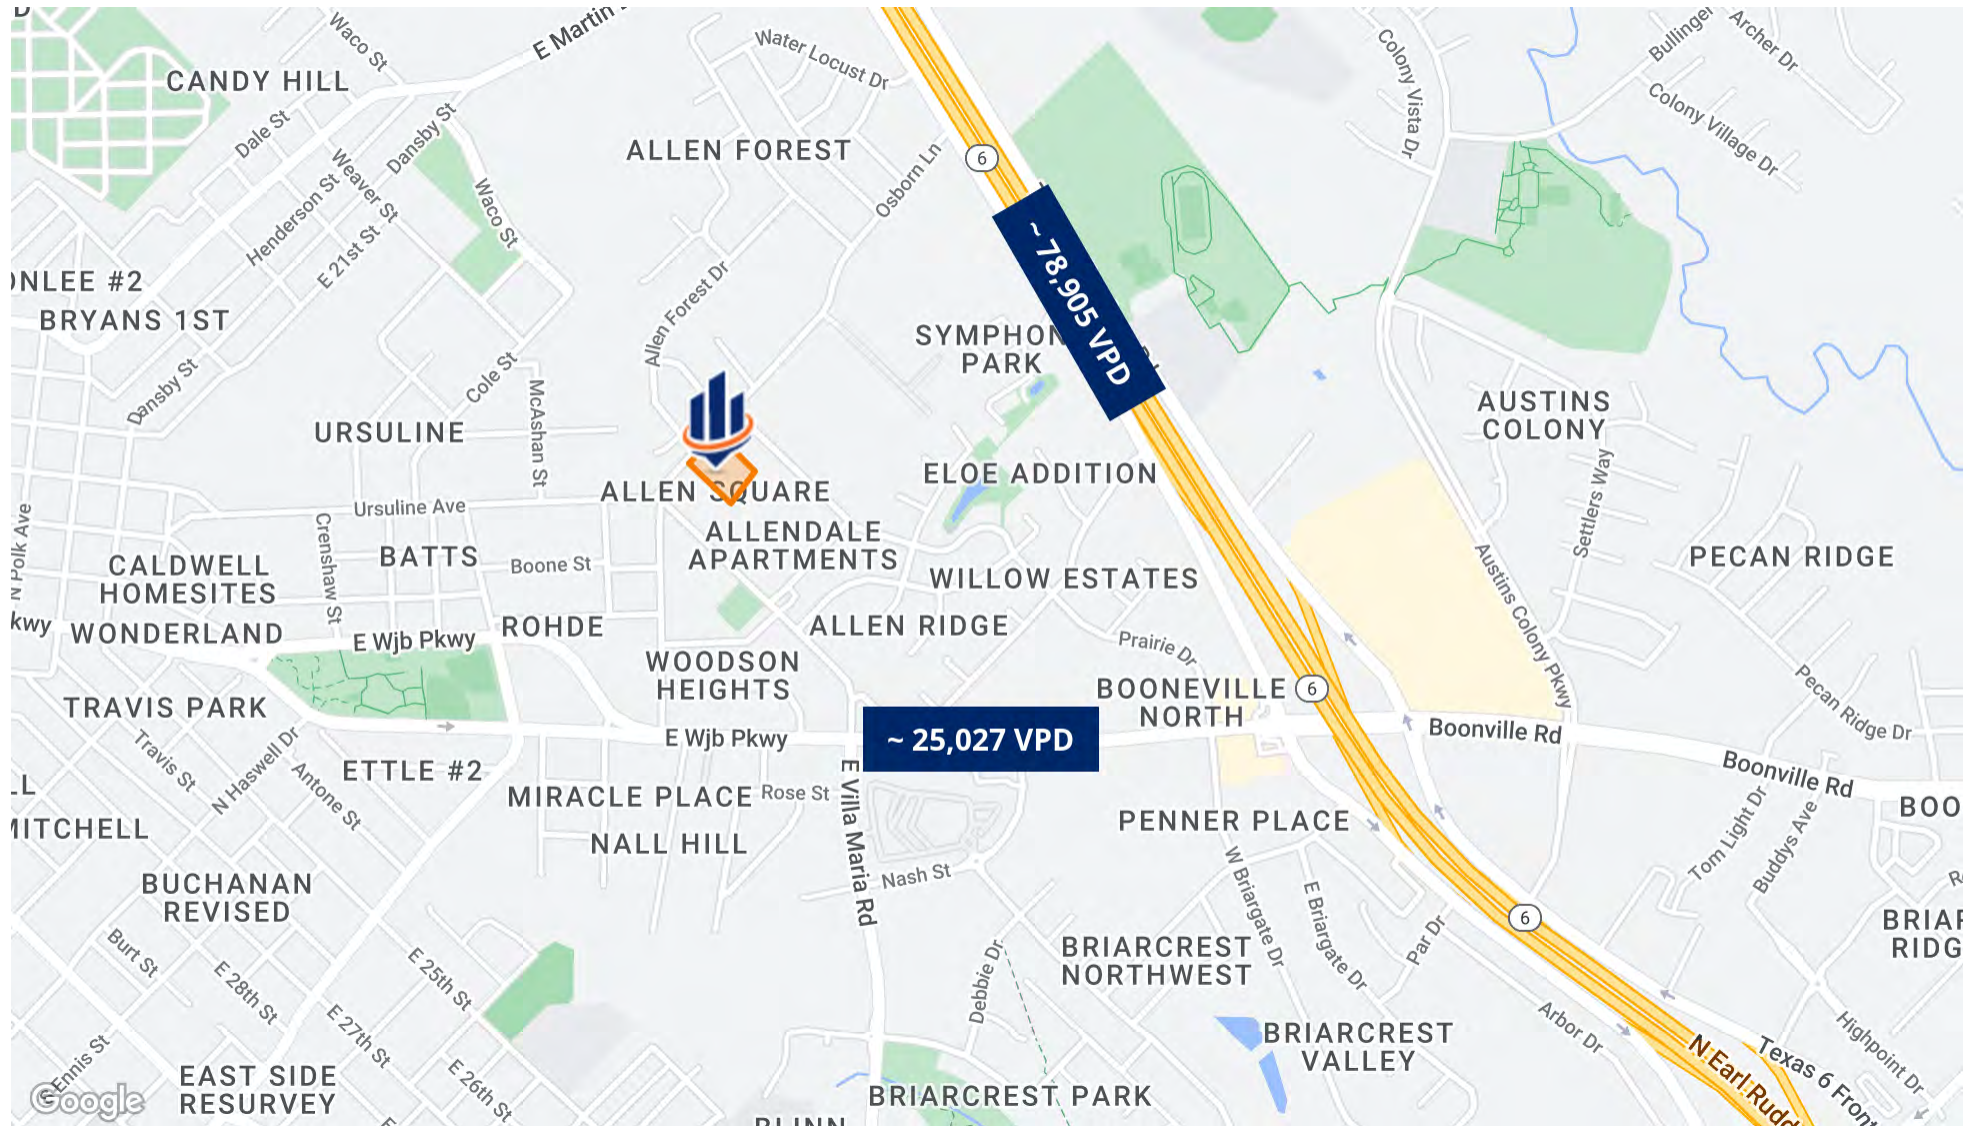 Waco St
E Martin
Water Locust Dr
Colony Vista Dr
Bullinger
Archer Dr
CANDY HILL
Colony Village Dr
Dale St
Dansby St
ALLEN FOREST
6
Osborn Ln
Weaver St
Henderson St
Waco St
E 21st St
~ 78,905 VPD
ONLEE #2
BRYANS 1ST
Allen Forest Dr
SYMPHON
PARK
Dansby St
Cole St
McAshan St
AUSTINS
COLONY
URSULINE
ELOE ADDITION
Settlers Way
ALLEN SQUARE
Ursuline Ave
N Polk Ave
Crenshaw St
ALLENDALE
APARTMENTS
BATTS
Boone St
CALDWELL
HOMESITES
WILLOW ESTATES
Austins Colony Pkwy
PECAN RIDGE
kwy
WONDERLAND
E Wjb Pkwy
ROHDE
ALLEN RIDGE
Prairie Dr
WOODSON
HEIGHTS
BOONEVILLE
NORTH
6
Pecan Ridge Dr
TRAVIS PARK
E Wjb Pkwy
~ 25,027 VPD
Boonville Rd
Boonville Rd
Travis St
N Haswell Dr
Antone St
ETTLE #2
E Villa Maria Rd
LL
MITCHELL
MIRACLE PLACE
Rose St
PENNER PLACE
Tom Light Dr
Buddys Ave
BOO
NALL HILL
Nash St
W Briargate Dr
E Briargate Dr
BUCHANAN
REVISED
6
BRIAR
RIDG
Burt St
E 28th St
E 25th St
Debbie Dr
BRIARCREST
NORTHWEST
Par Dr
E 27th St
BRIARCREST
VALLEY
Arbor Dr
Highpoint Dr
Ennis St
EAST SIDE
RESURVEY
E 26th St
BRIARCREST PARK
N Earl Rudd
Texas 6 Front
Google
BLINN